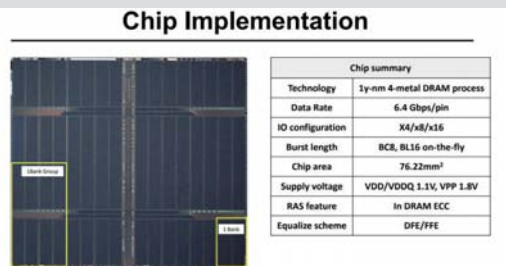 Chip Implementation
1Bank Group
1 Bank
Chip summary
Technology 1y-nm 4-metal DRAM process
Data Rate 6.4 Gbps/pin
IO configuration X4/x8/x16
Burst length BC8, BL16 on-the-fly
Chip area 76.22mm²
Supply voltage VDD/VDDQ 1.1V, VPP 1.8V
RAS feature In DRAM ECC
Equalize scheme DFE/FFE